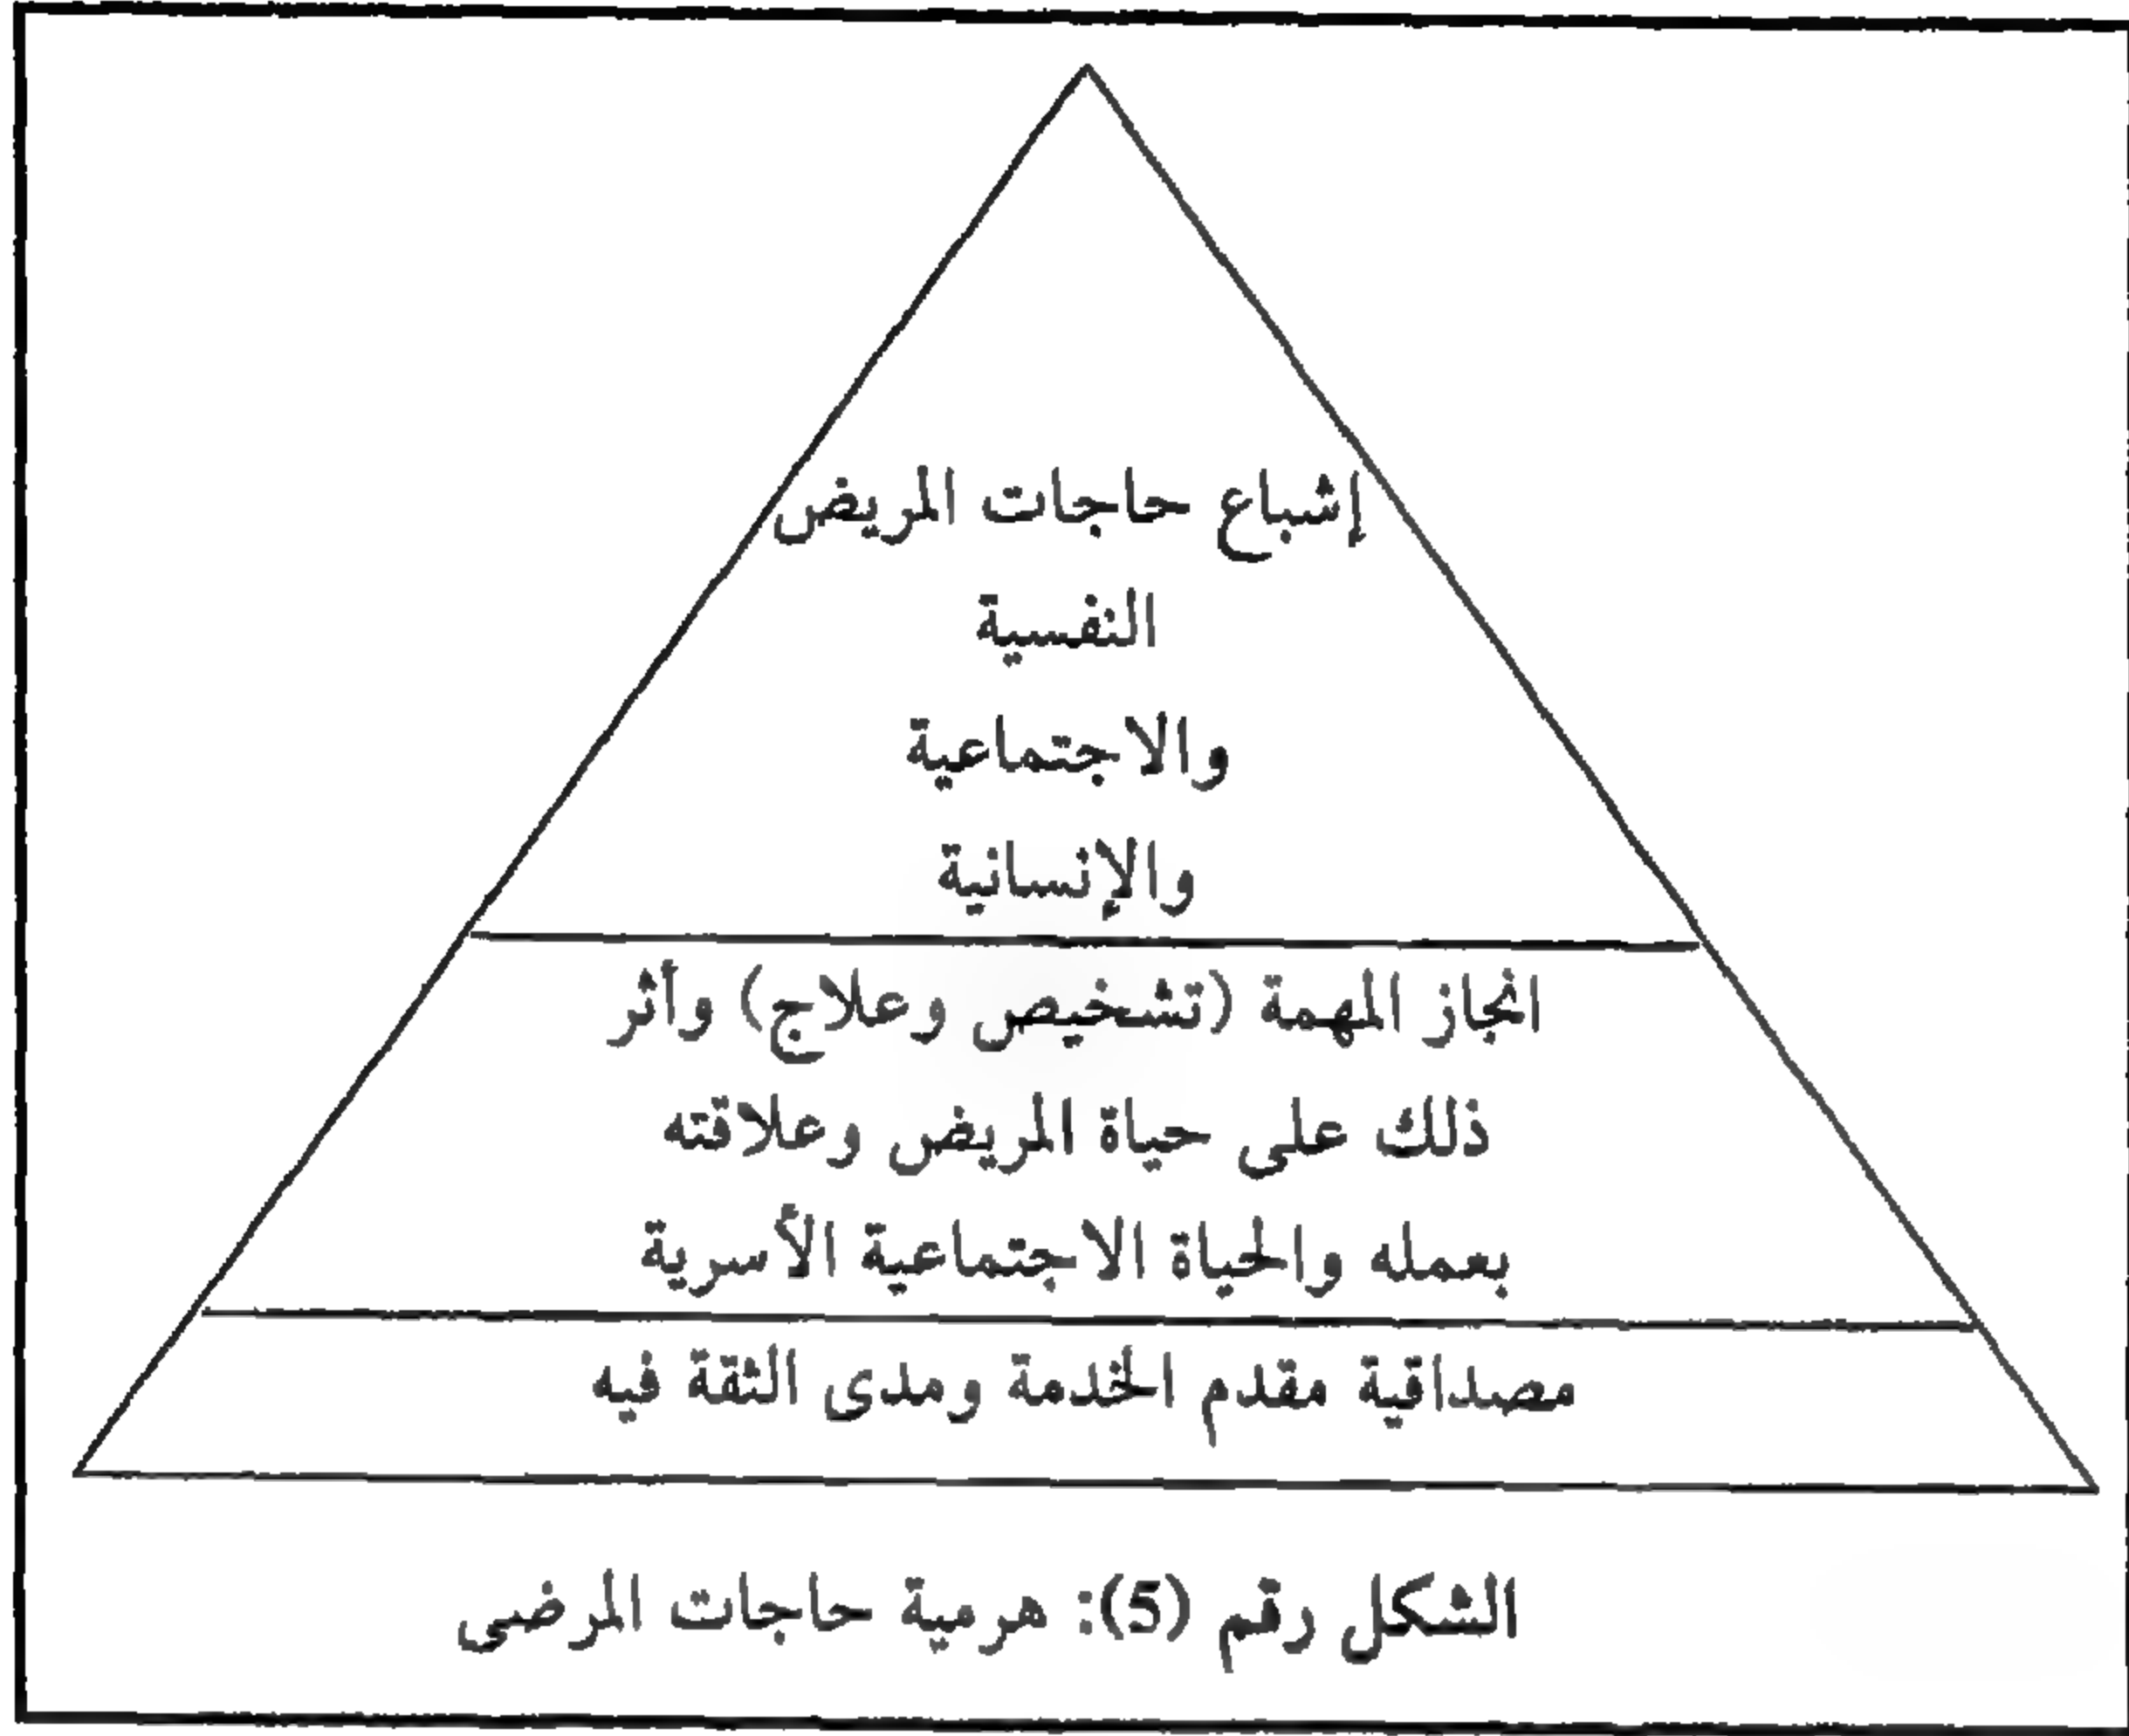 إشباع حاجات المريض
النفسية
والاجتماعية
والإنسانية
انجاز المهمة (تشخيص وعلاج) وأثر
ذلك على حياة المريض وعلاقته
بعمله والحياة الاجتماعية الأسرية
مصداقية مقدم الخدمة ومدى الثقة فيه
الشكل رقم (5): هرمية حاجات المرضى